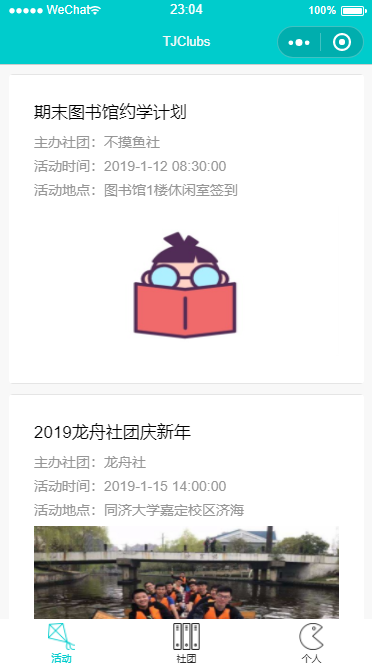 WeChat
23:04
100%
TJClubs
期末图书馆约学计划
主办社团：不摸鱼社
活动时间：2019-1-12 08:30:00
活动地点：图书馆1楼休闲室签到
2019龙舟社团庆新年
主办社团：龙舟社
活动时间：2019-1-15 14:00:00
活动地点：同济大学嘉定校区济海
活动
社团
个人